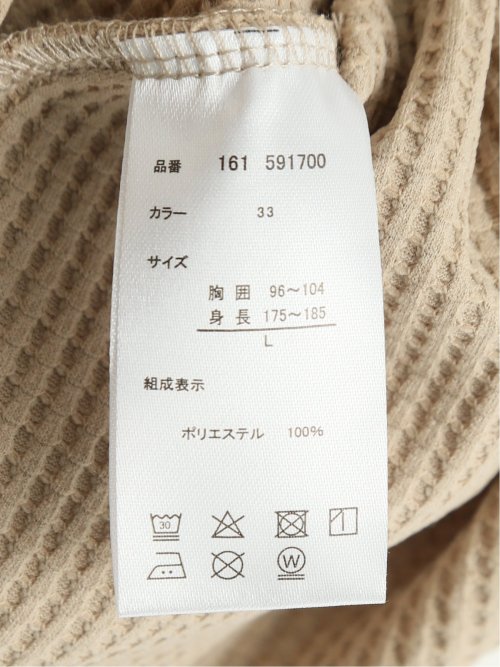 品番 161 591700
カラー 33
サイズ
胸囲 96～104
身長 175～185
L
組成表示
ポリエステル 100%
30
W